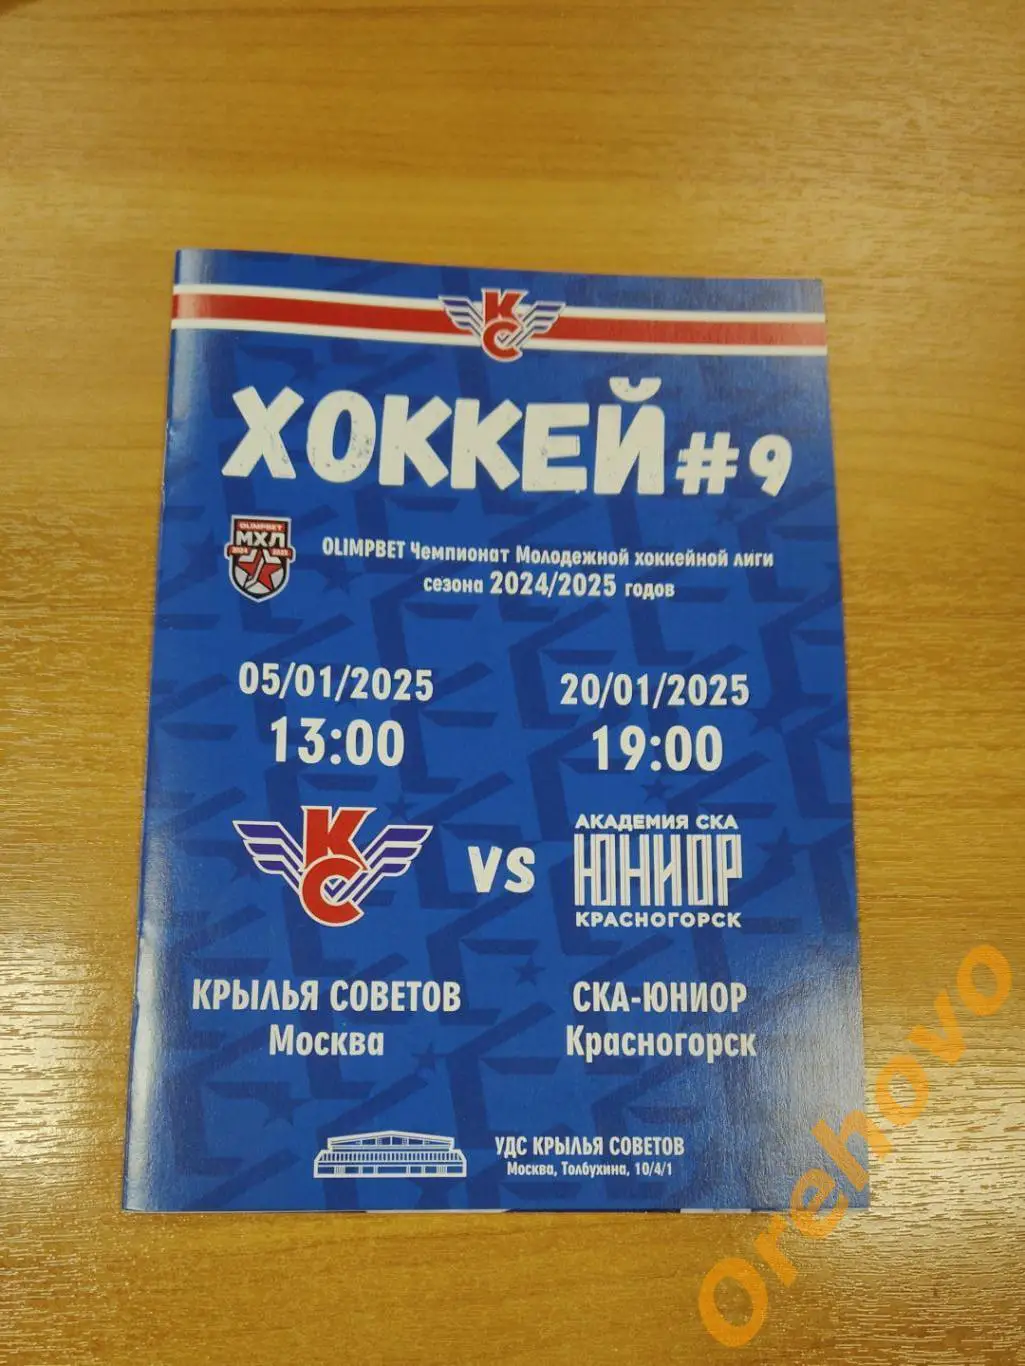 КС
ХОККЕЙ #9
OLIMPBET
МХЛ
2024 2025
OLIMPBET Чемпионат Молодежной хоккейной лиги
сезона 2024/2025 годов
05/01/2025
13:00
20/01/2025
19:00
КС
VS
АКАДЕМИЯ СКА
ЮНИОР
КРАСНОГОРСК
КРЫЛЬЯ СОВЕТОВ
Москва
СКА-ЮНИОР
Красногорск
УДС КРЫЛЬЯ СОВЕТОВ
Москва, Толбухина, 10/4/1
Orehovo